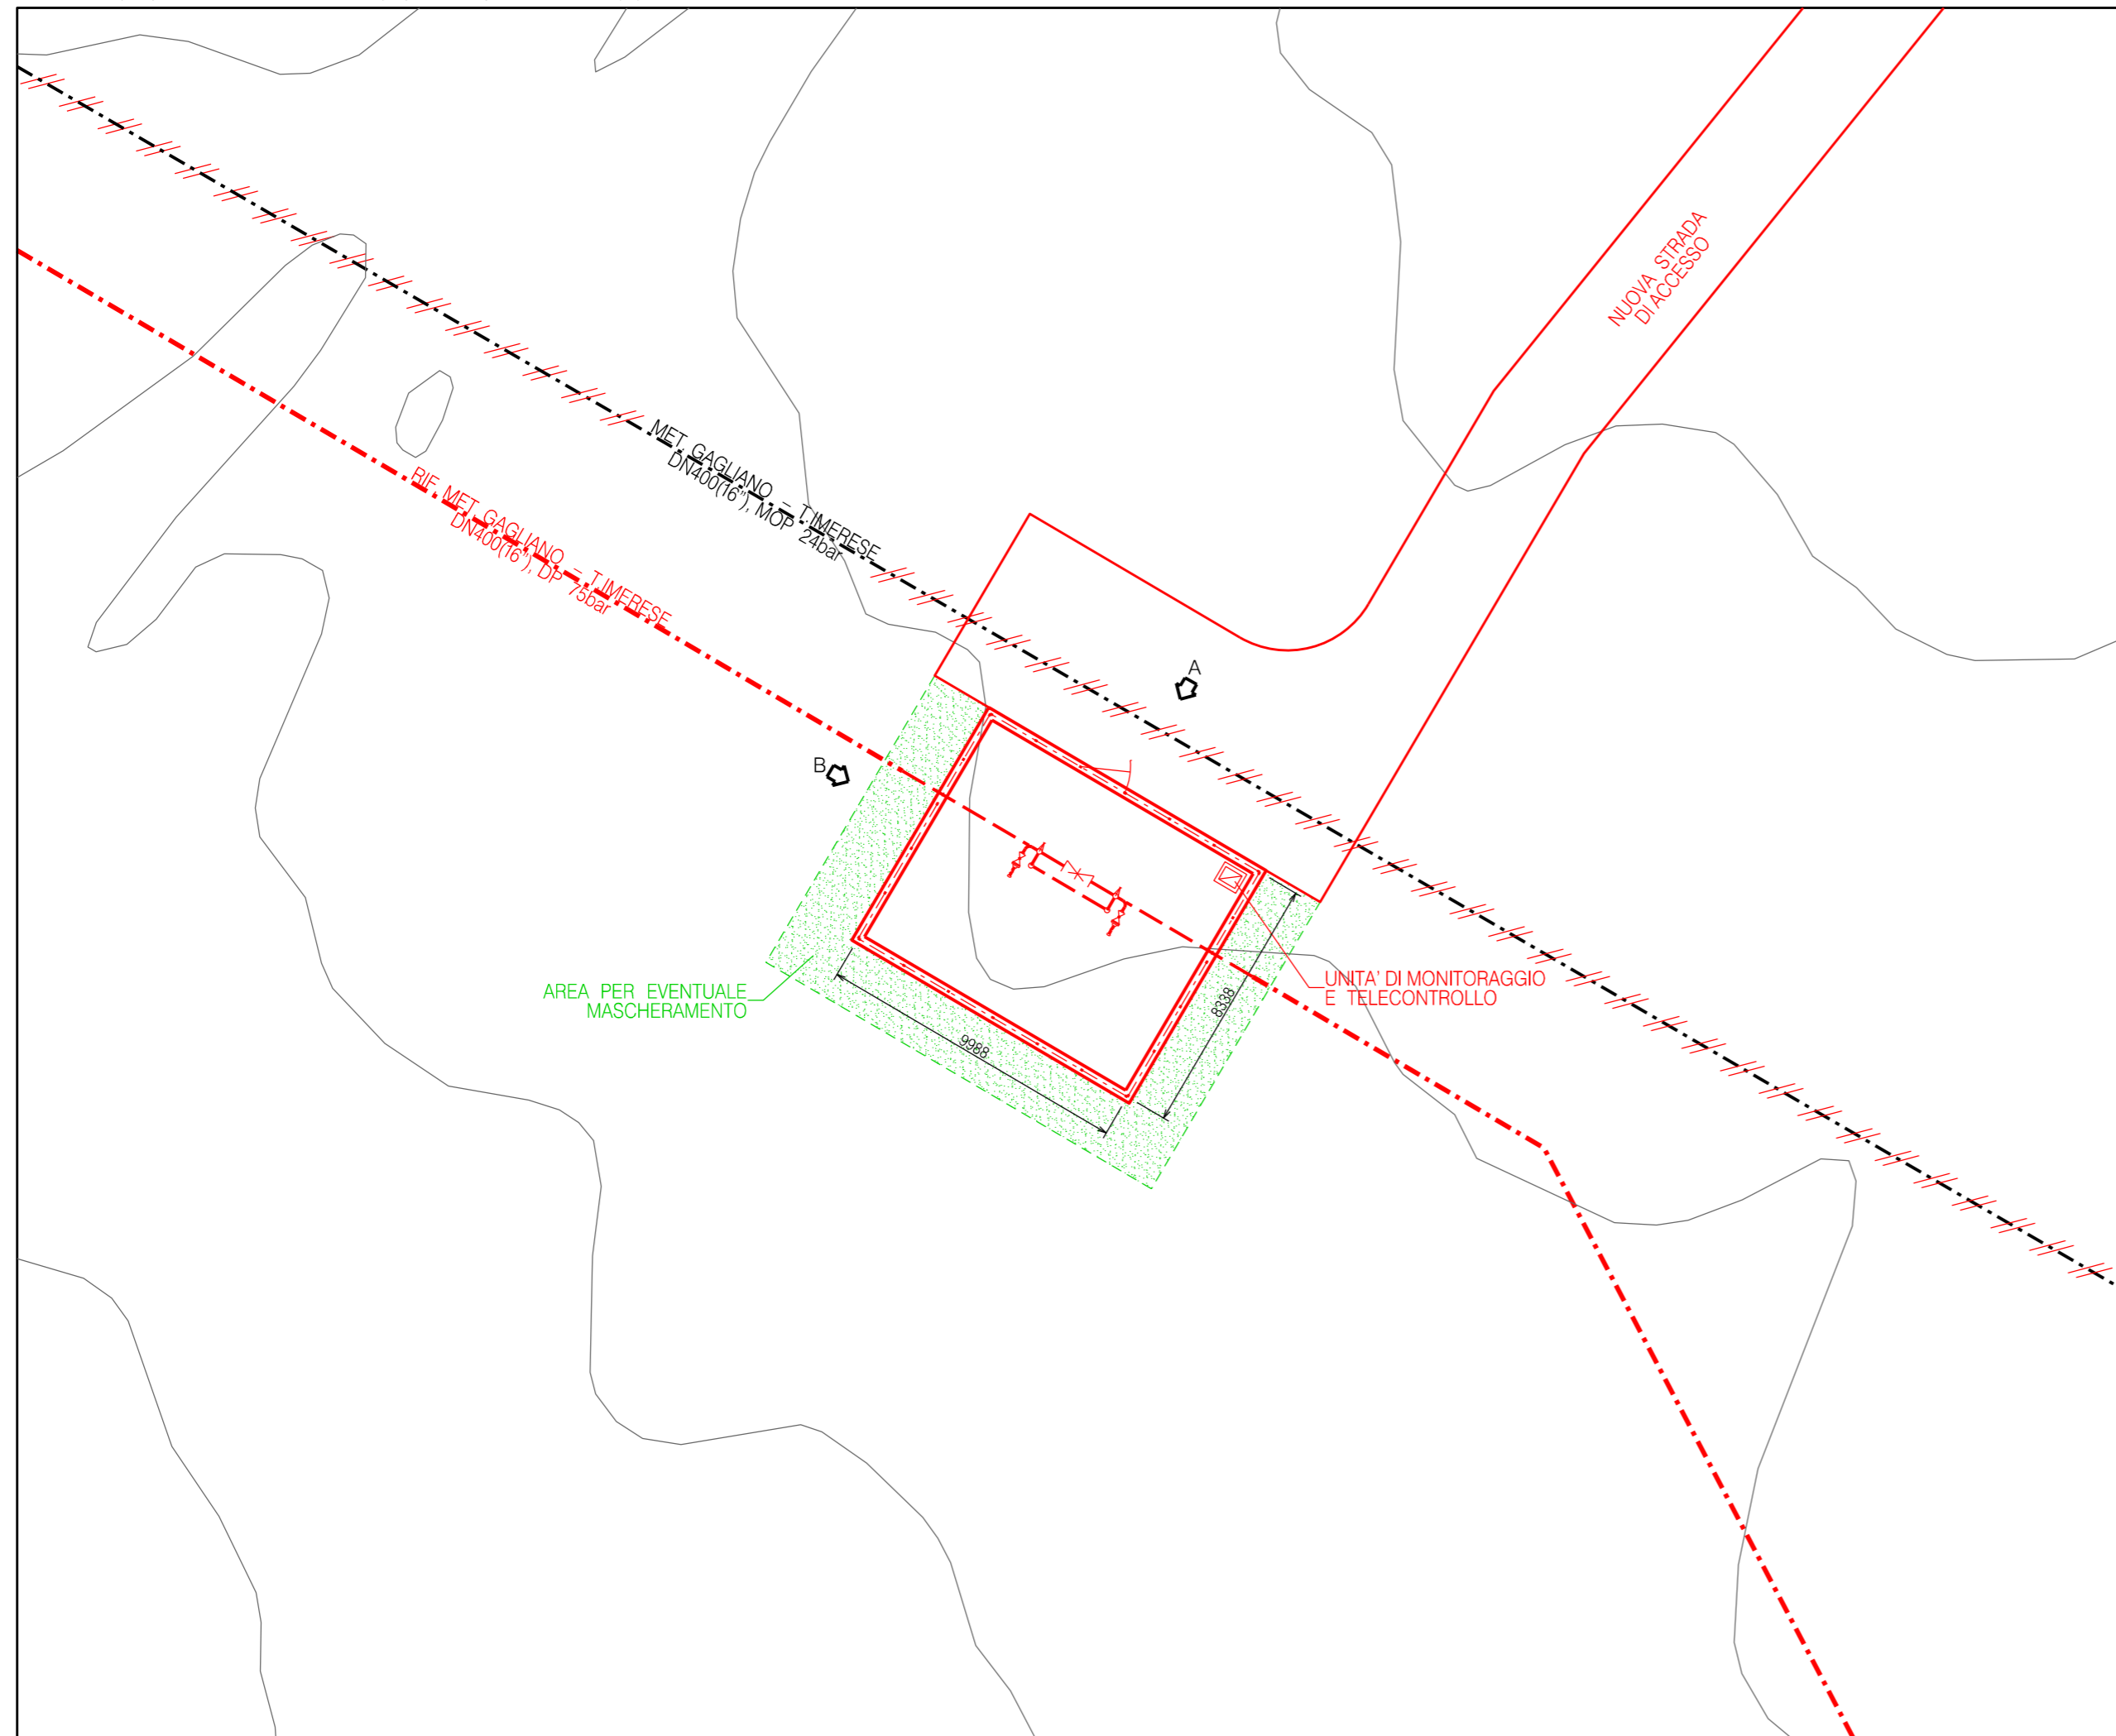 NUOVA STRADA
DI ACCESSO
MET. GAGLIANO – T.IMERESE
DN400(16"), MOP 24bar
RIF. MET. GAGLIANO – T.IMERESE
DN400(16"), DP 75bar
A
B
UNITA' DI MONITORAGGIO
E TELECONTROLLO
AREA PER EVENTUALE
MASCHERAMENTO
8338
9988